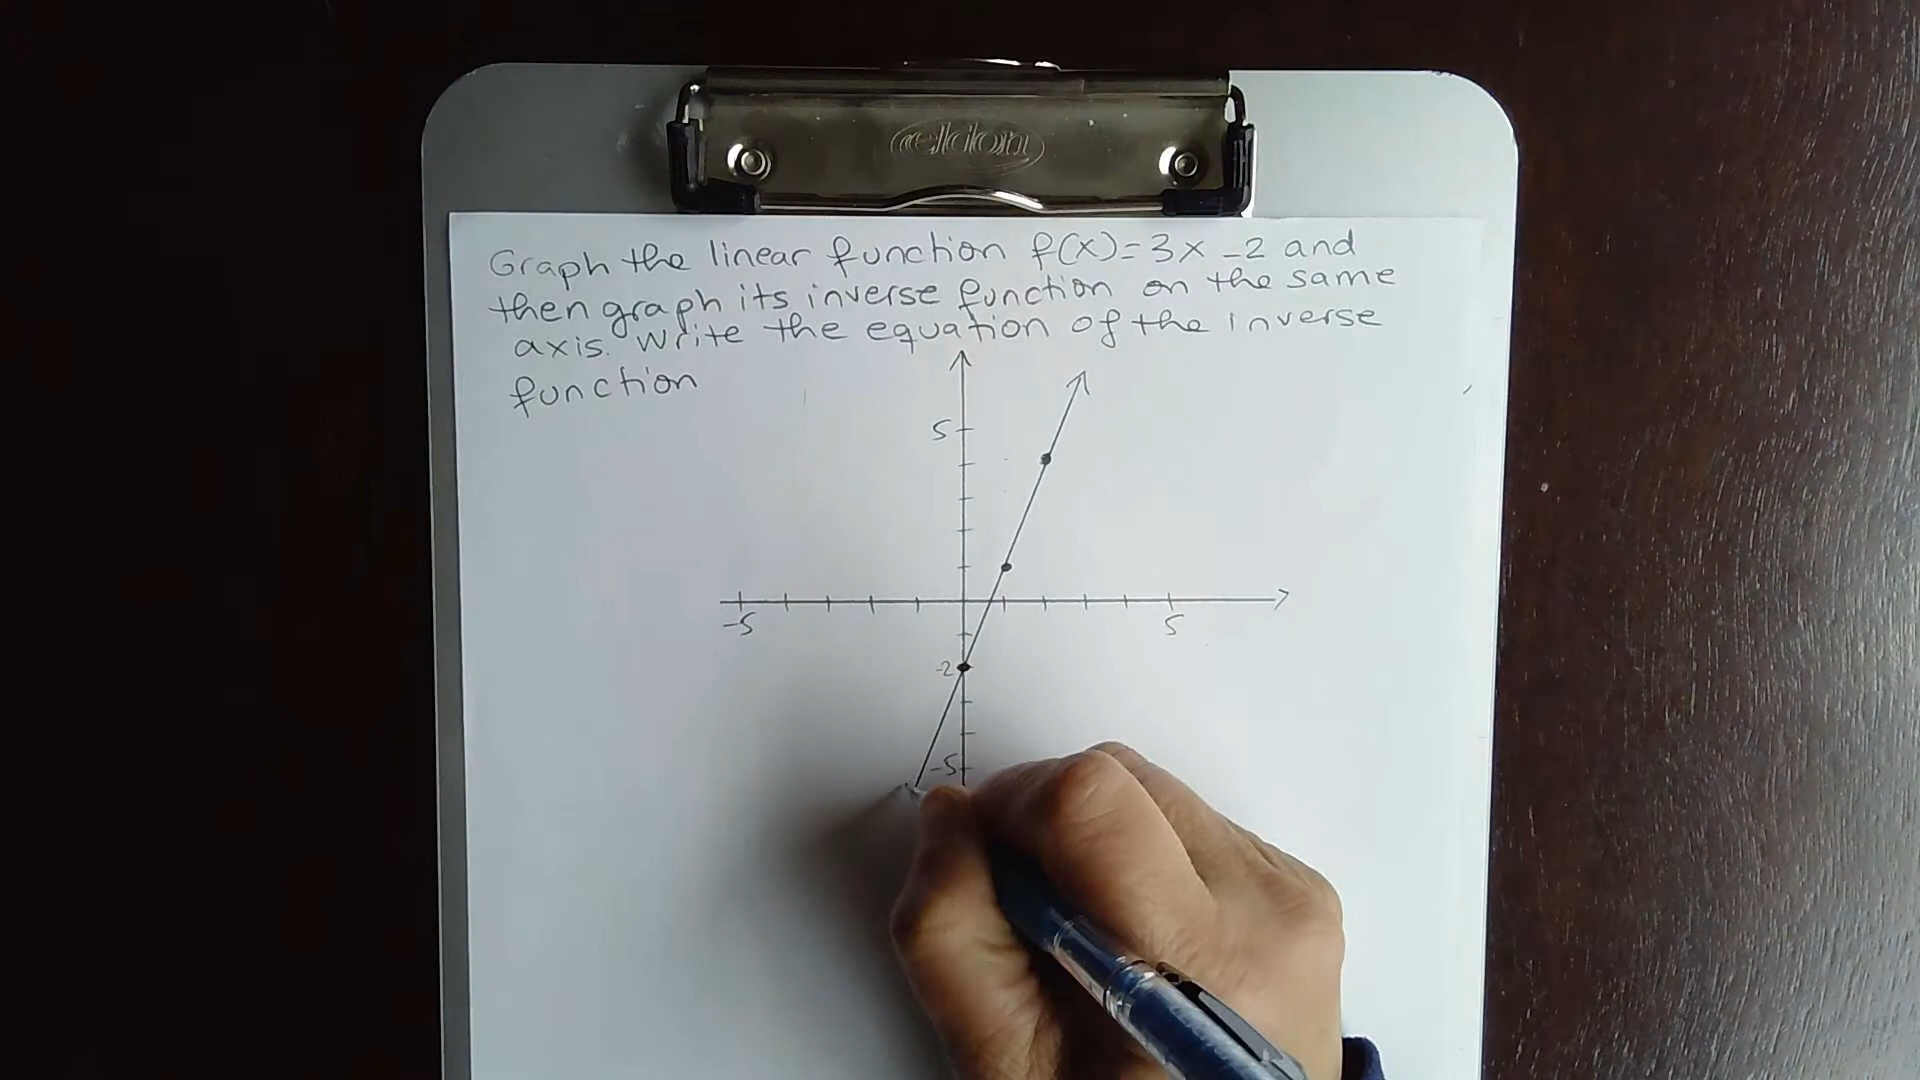 eldon
Graph the linear function f(x)=3x-2 and
then graph its inverse function on the same
axis. Write the equation of the inverse
function
5
-5
5
-2
-5